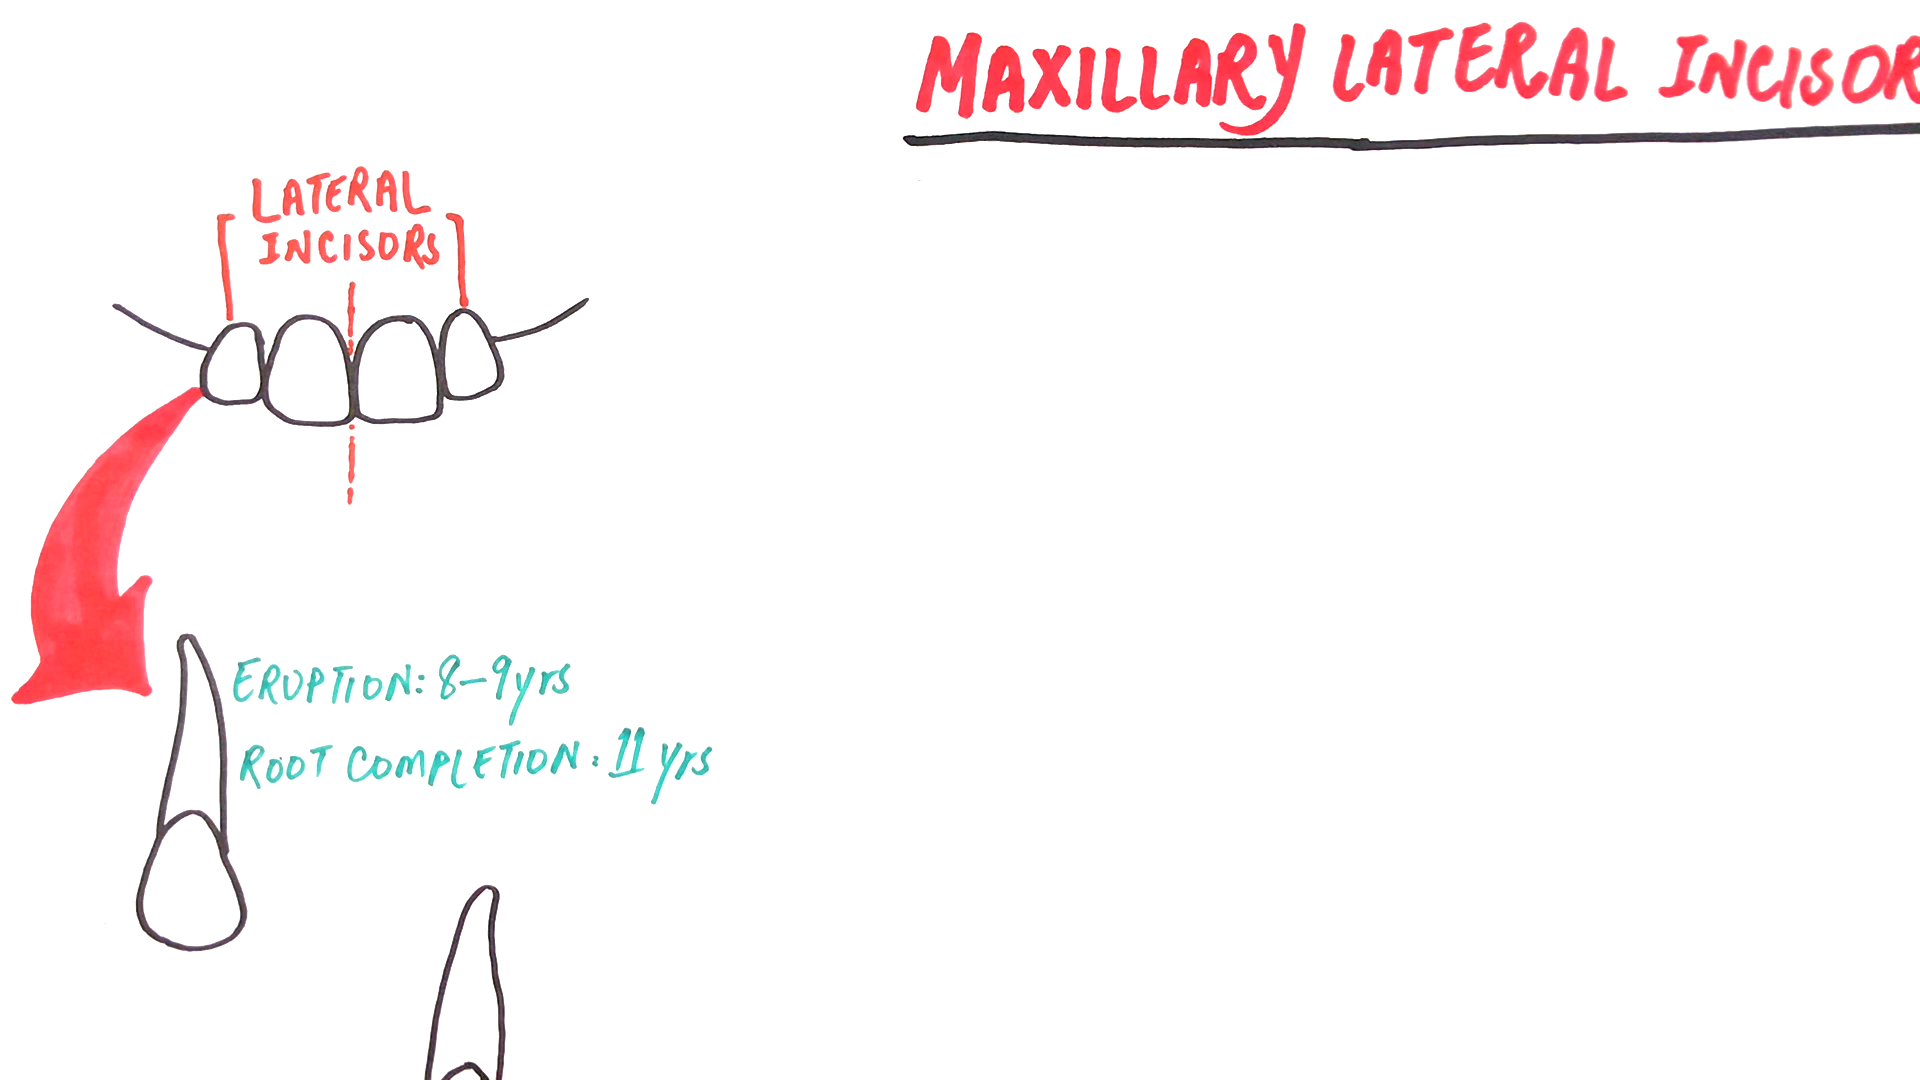 MAXILLARY LATERAL INCISOR
LATERAL
INCISORS
ERUPTION: 8-9yrs
ROOT COMPLETION: 11 yrs